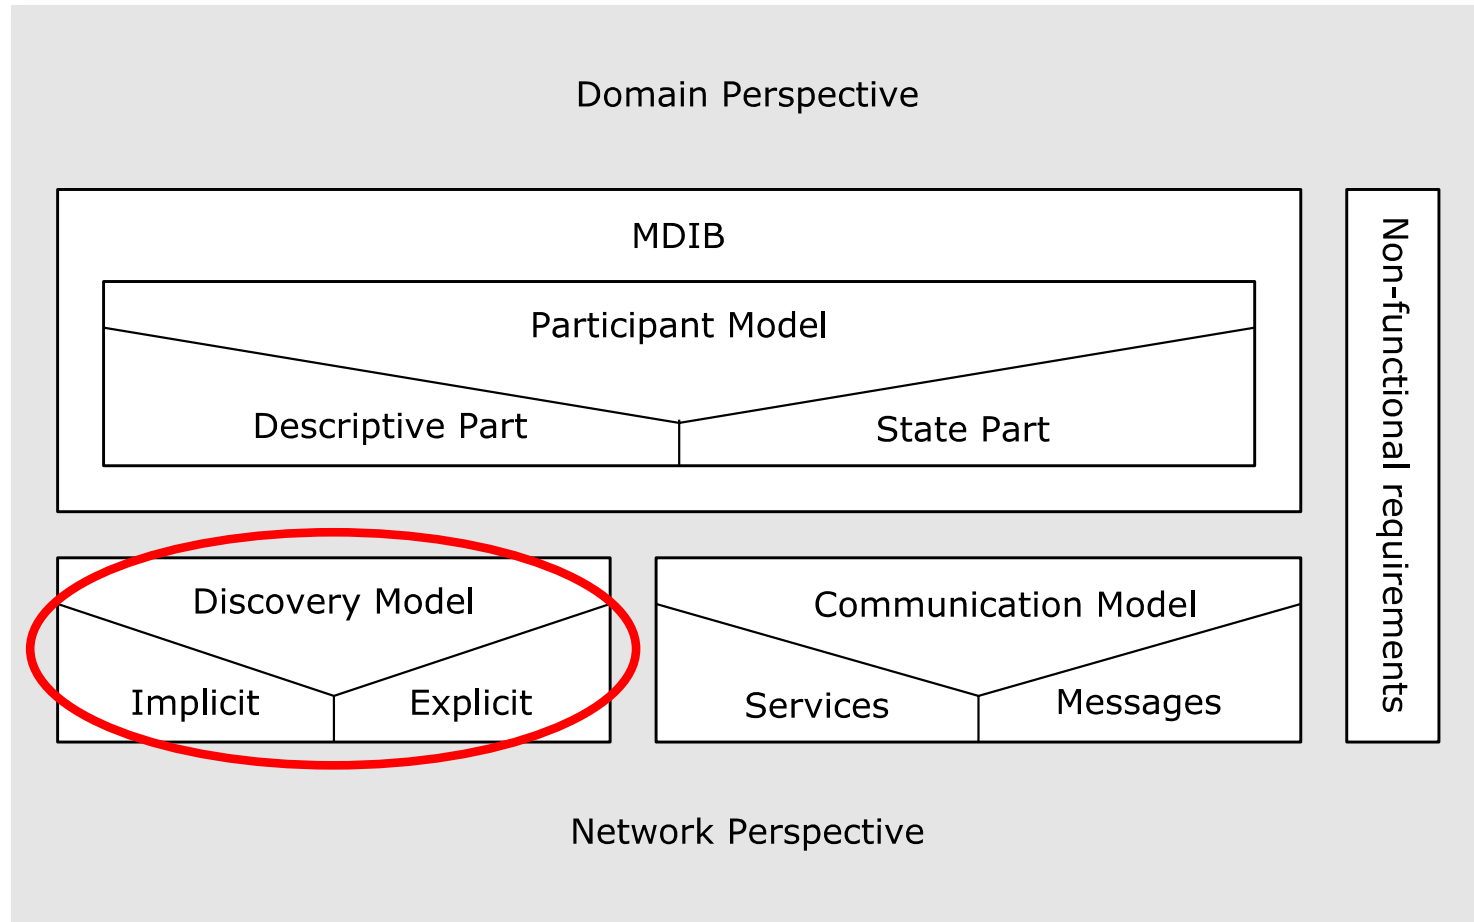 Domain Perspective
MDIB
Participant Model
Descriptive Part
State Part
Discovery Model
Implicit
Explicit
Communication Model
Services
Messages
Non-functional requirements
Network Perspective